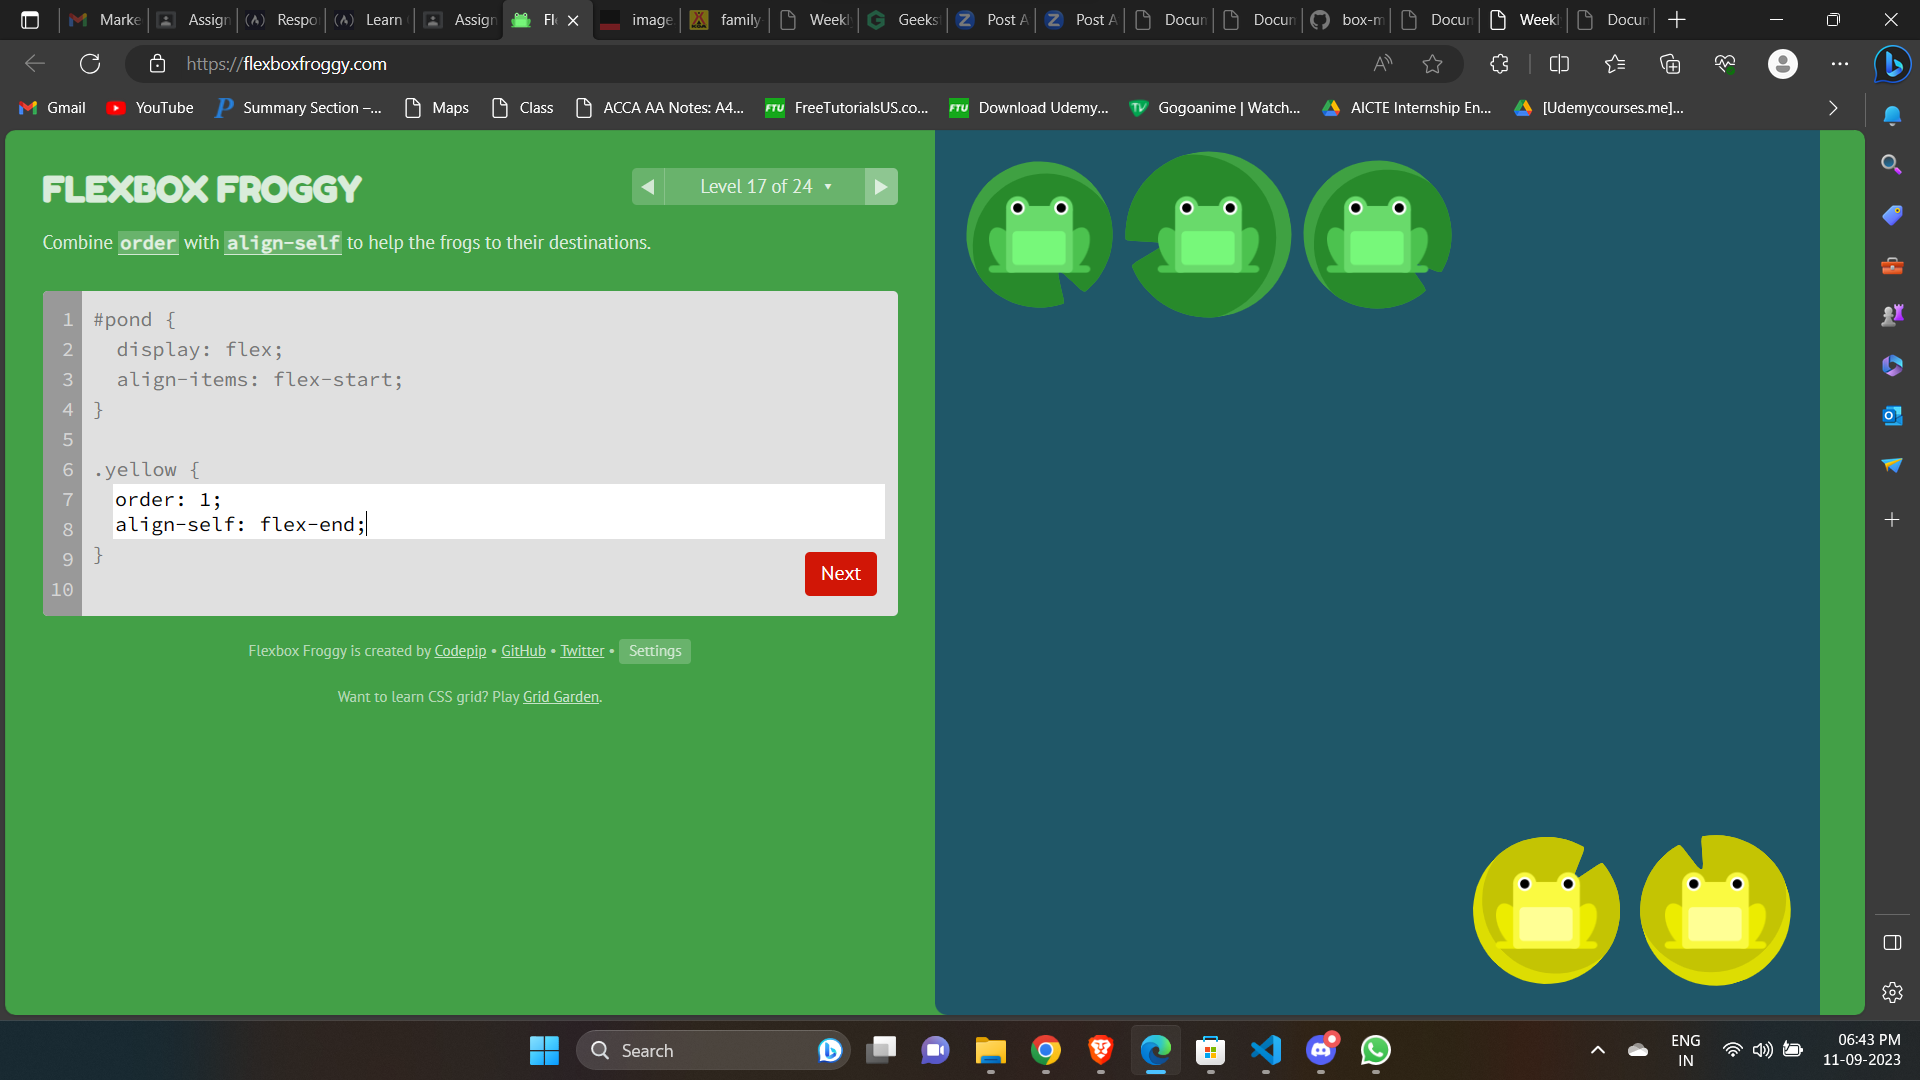 Marke
Assign
Respo
Learn
Assign
Fl
image
family
Weekl
Geeks
Post A
Post A
Docum
Docum
box-m
Docum
Weekl
Docum
https://flexboxfroggy.com
Gmail
YouTube
Summary Section –...
Maps
Class
ACCA AA Notes: A4...
FreeTutorialsUS.co...
Download Udemy...
Gogoanime | Watch...
AICTE Internship En...
[Udemycourses.me]...
FLEXBOX FROGGY
Level 17 of 24
Combine order with align-self to help the frogs to their destinations.
1 #pond {
2 display: flex;
3 align-items: flex-start;
4 }
5
6 .yellow {
7 order: 1;
8 align-self: flex-end;
9 }
10
Next
Flexbox Froggy is created by Codepip • GitHub • Twitter • Settings
Want to learn CSS grid? Play Grid Garden.
Search
ENG
IN
06:43 PM
11-09-2023